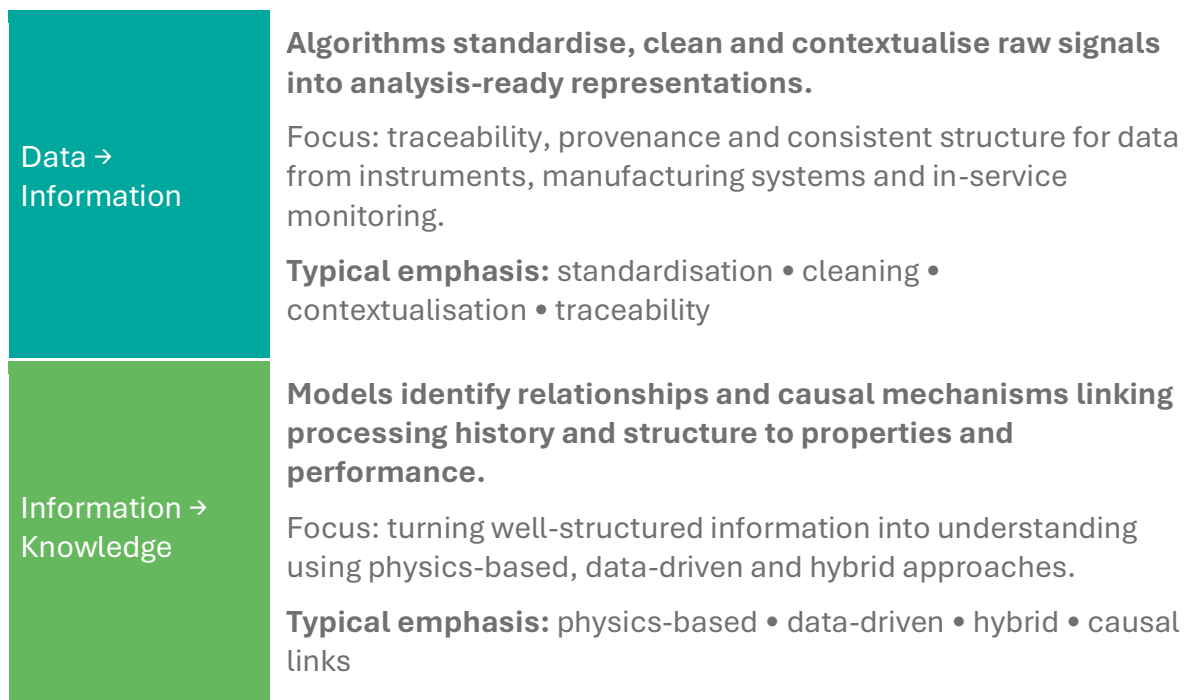 Data →
Information
Algorithms standardise, clean and contextualise raw signals
into analysis-ready representations.
Focus: traceability, provenance and consistent structure for data
from instruments, manufacturing systems and in-service
monitoring.
Typical emphasis: standardisation • cleaning •
contextualisation • traceability
Information →
Knowledge
Models identify relationships and causal mechanisms linking
processing history and structure to properties and
performance.
Focus: turning well-structured information into understanding
using physics-based, data-driven and hybrid approaches.
Typical emphasis: physics-based • data-driven • hybrid • causal
links